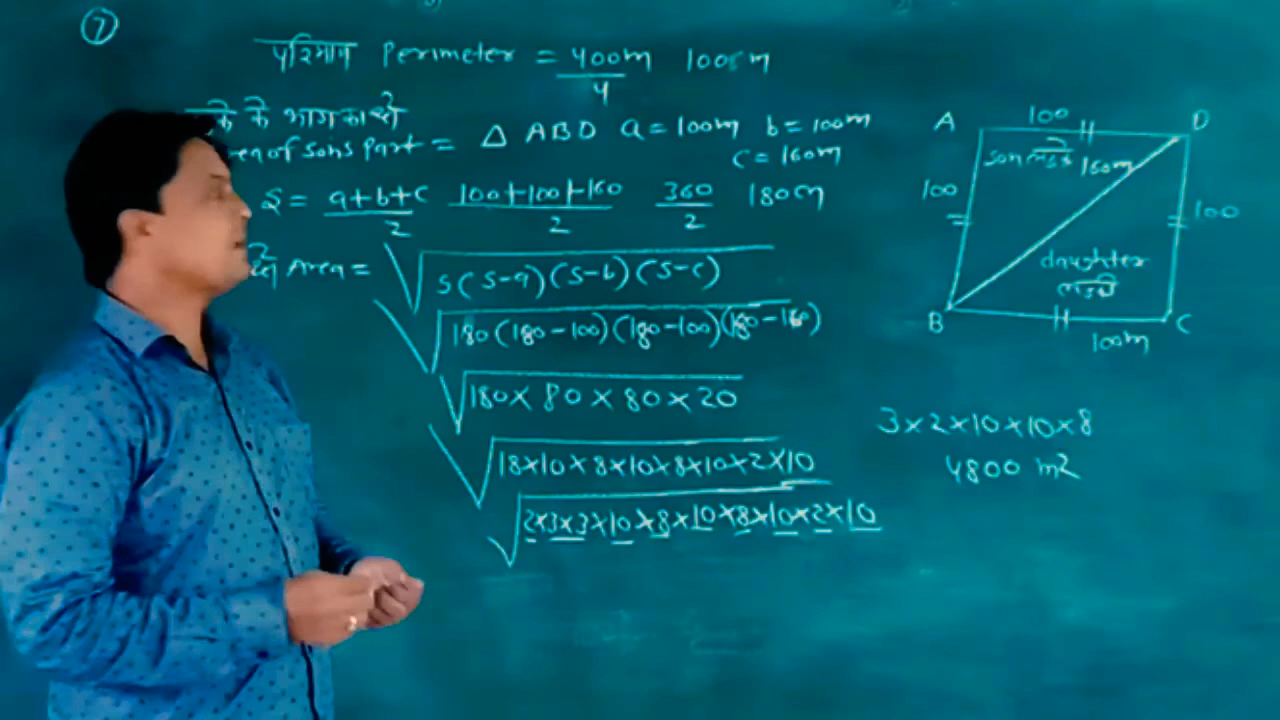 7
परिमाप Perimeter = 400m 100m
4
के के भाग का क्षे
Area of Sons Part = △ ABD a = 100m b = 100m
c = 160m
S = a+b+c 100+100+160 360 180m
2 2 2
Area = √ s(s-a)(s-b)(s-c)
√ 180(180-100)(180-100)(180-160)
√ 180 × 80 × 80 × 20
√ 18×10×8×10×8×10×2×10
√ 2×3×3×10×8×10×8×10×2×10
A 100 D
son लड़के 160m
100 100
daughter
लड़की
B C
100m
3×2×10×10×8
4800 m²